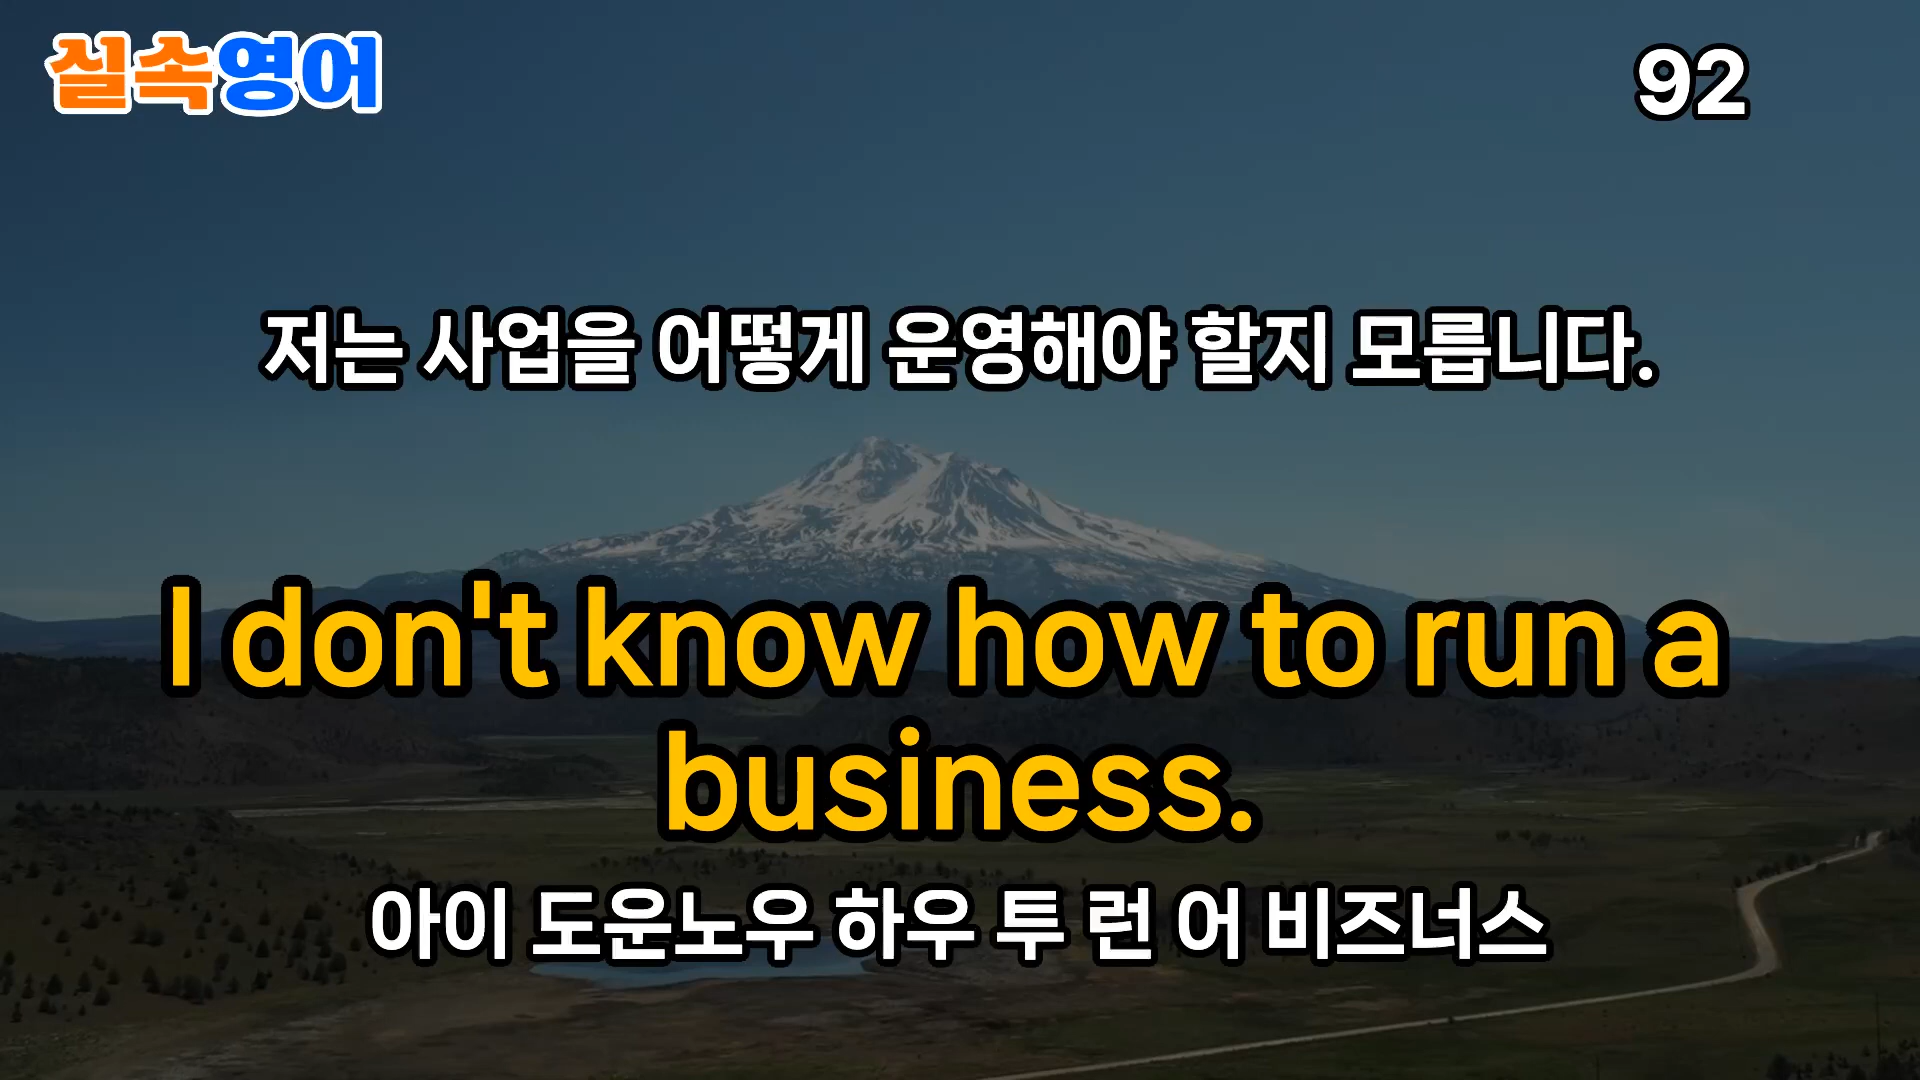 실속영어
92
저는 사업을 어떻게 운영해야 할지 모릅니다.
I don't know how to run a
business.
아이 도운노우 하우 투 런 어 비즈너스